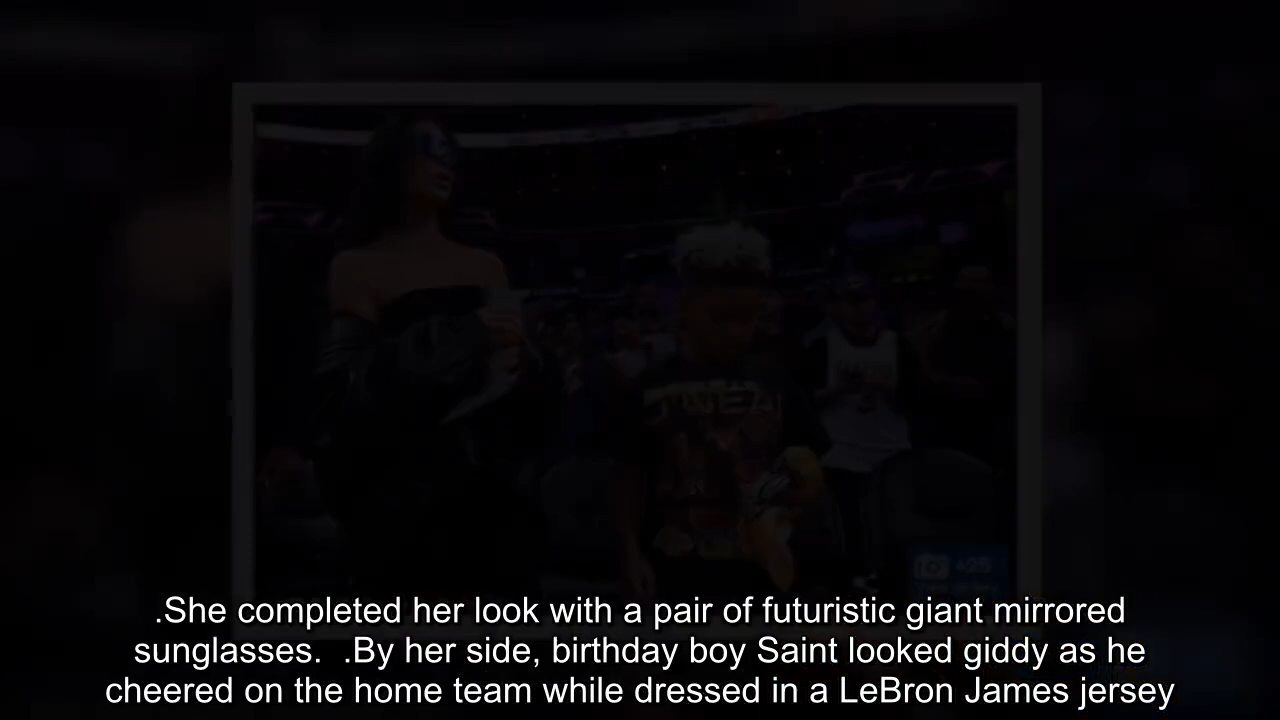 .She completed her look with a pair of futuristic giant mirrored
sunglasses.  .By her side, birthday boy Saint looked giddy as he
cheered on the home team while dressed in a LeBron James jersey